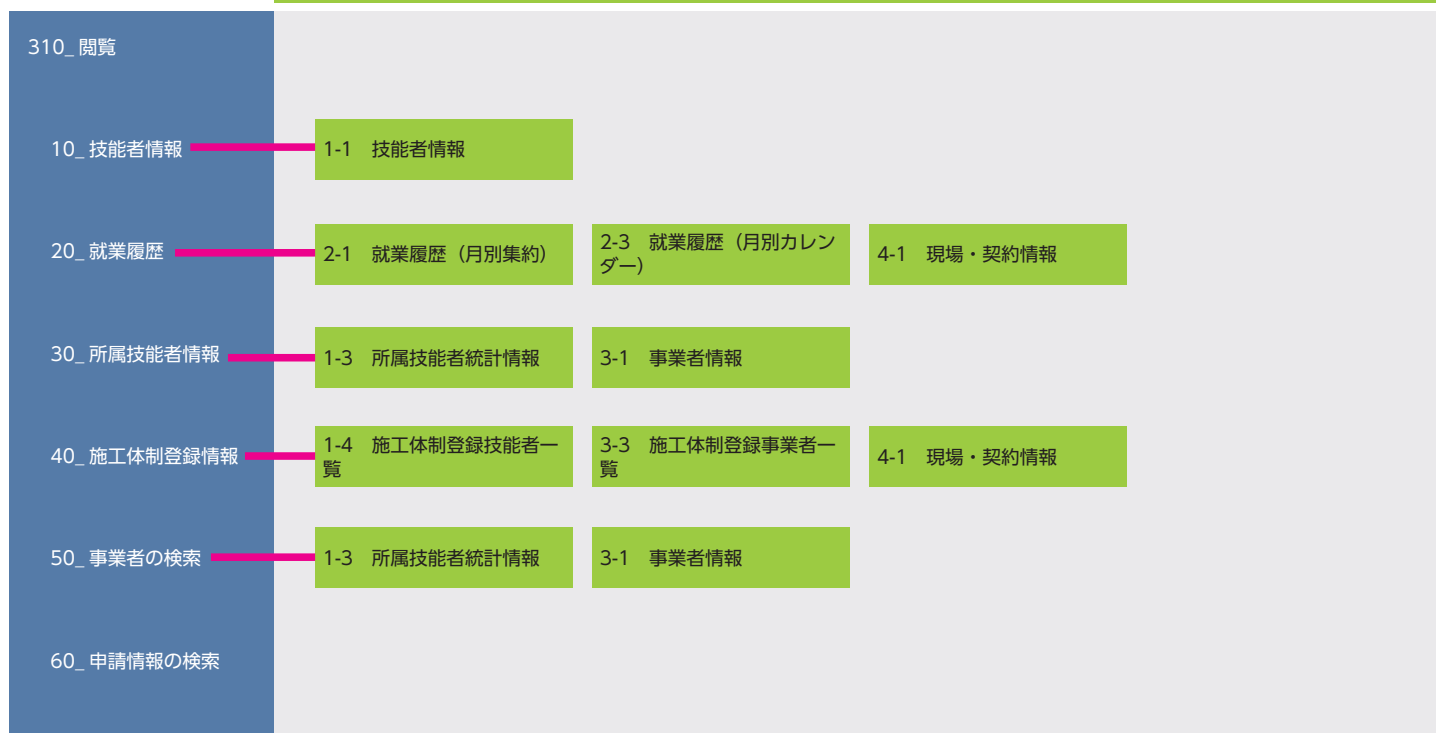 310_ 閲覧
10_ 技能者情報
1-1　技能者情報
20_ 就業履歴
2-1　就業履歴（月別集約）
2-3　就業履歴（月別カレン
ダー）
4-1　現場・契約情報
30_ 所属技能者情報
1-3　所属技能者統計情報
3-1　事業者情報
40_ 施工体制登録情報
1-4　施工体制登録技能者一
覧
3-3　施工体制登録事業者一
覧
4-1　現場・契約情報
50_ 事業者の検索
1-3　所属技能者統計情報
3-1　事業者情報
60_ 申請情報の検索